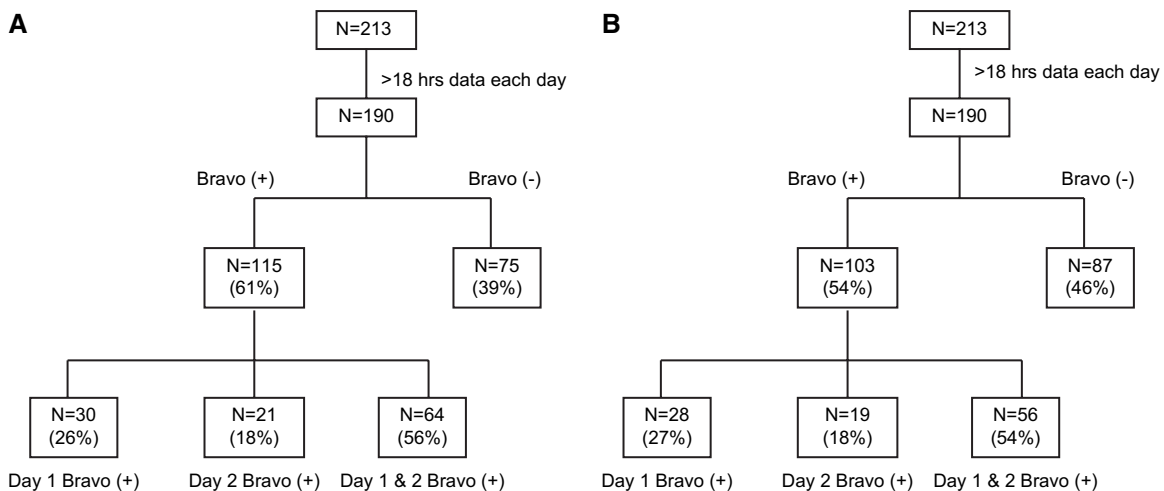 A
N=213
>18 hrs data each day
N=190
Bravo (+)
Bravo (-)
N=115
(61%)
N=75
(39%)
N=30
(26%)
N=21
(18%)
N=64
(56%)
Day 1 Bravo (+)
Day 2 Bravo (+)
Day 1 & 2 Bravo (+)
B
N=213
>18 hrs data each day
N=190
Bravo (+)
Bravo (-)
N=103
(54%)
N=87
(46%)
N=28
(27%)
N=19
(18%)
N=56
(54%)
Day 1 Bravo (+)
Day 2 Bravo (+)
Day 1 & 2 Bravo (+)